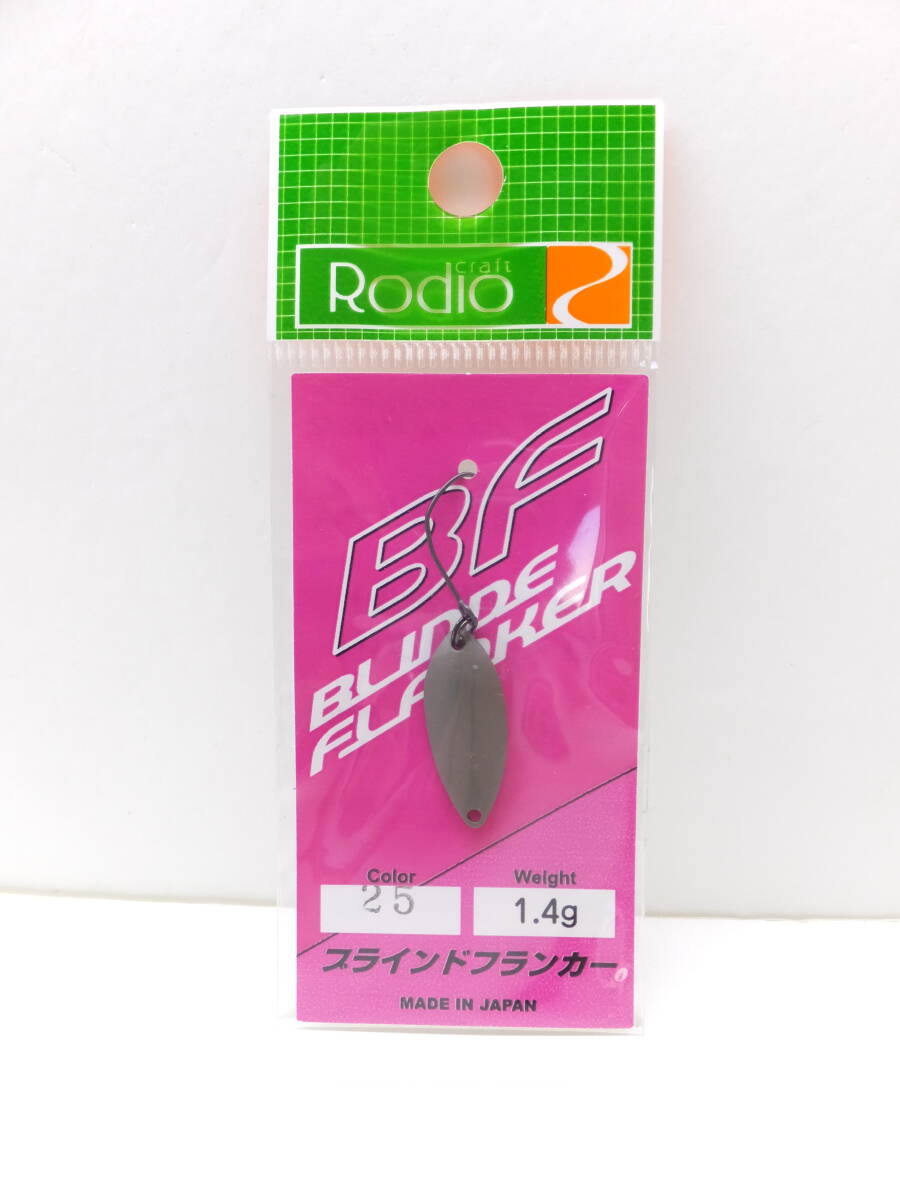 craft
Rodio
BF
BLINDE
FLANKER
Color
Weight
25
1.4g
ブラインドフランカー
MADE IN JAPAN